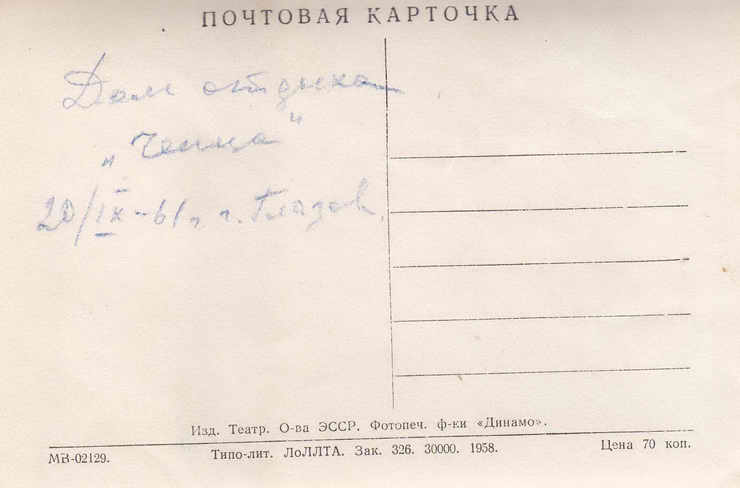 ПОЧТОВАЯ КАРТОЧКА
Дом отдыха
„Чепца"
20/IX-61 г. г. Глазов.
Изд. Театр. О-ва ЭССР. Фотопеч. ф-ки «Динамо».
МВ-02129. Типо-лит. ЛоЛЛТА. Зак. 326. 30000. 1958. Цена 70 коп.